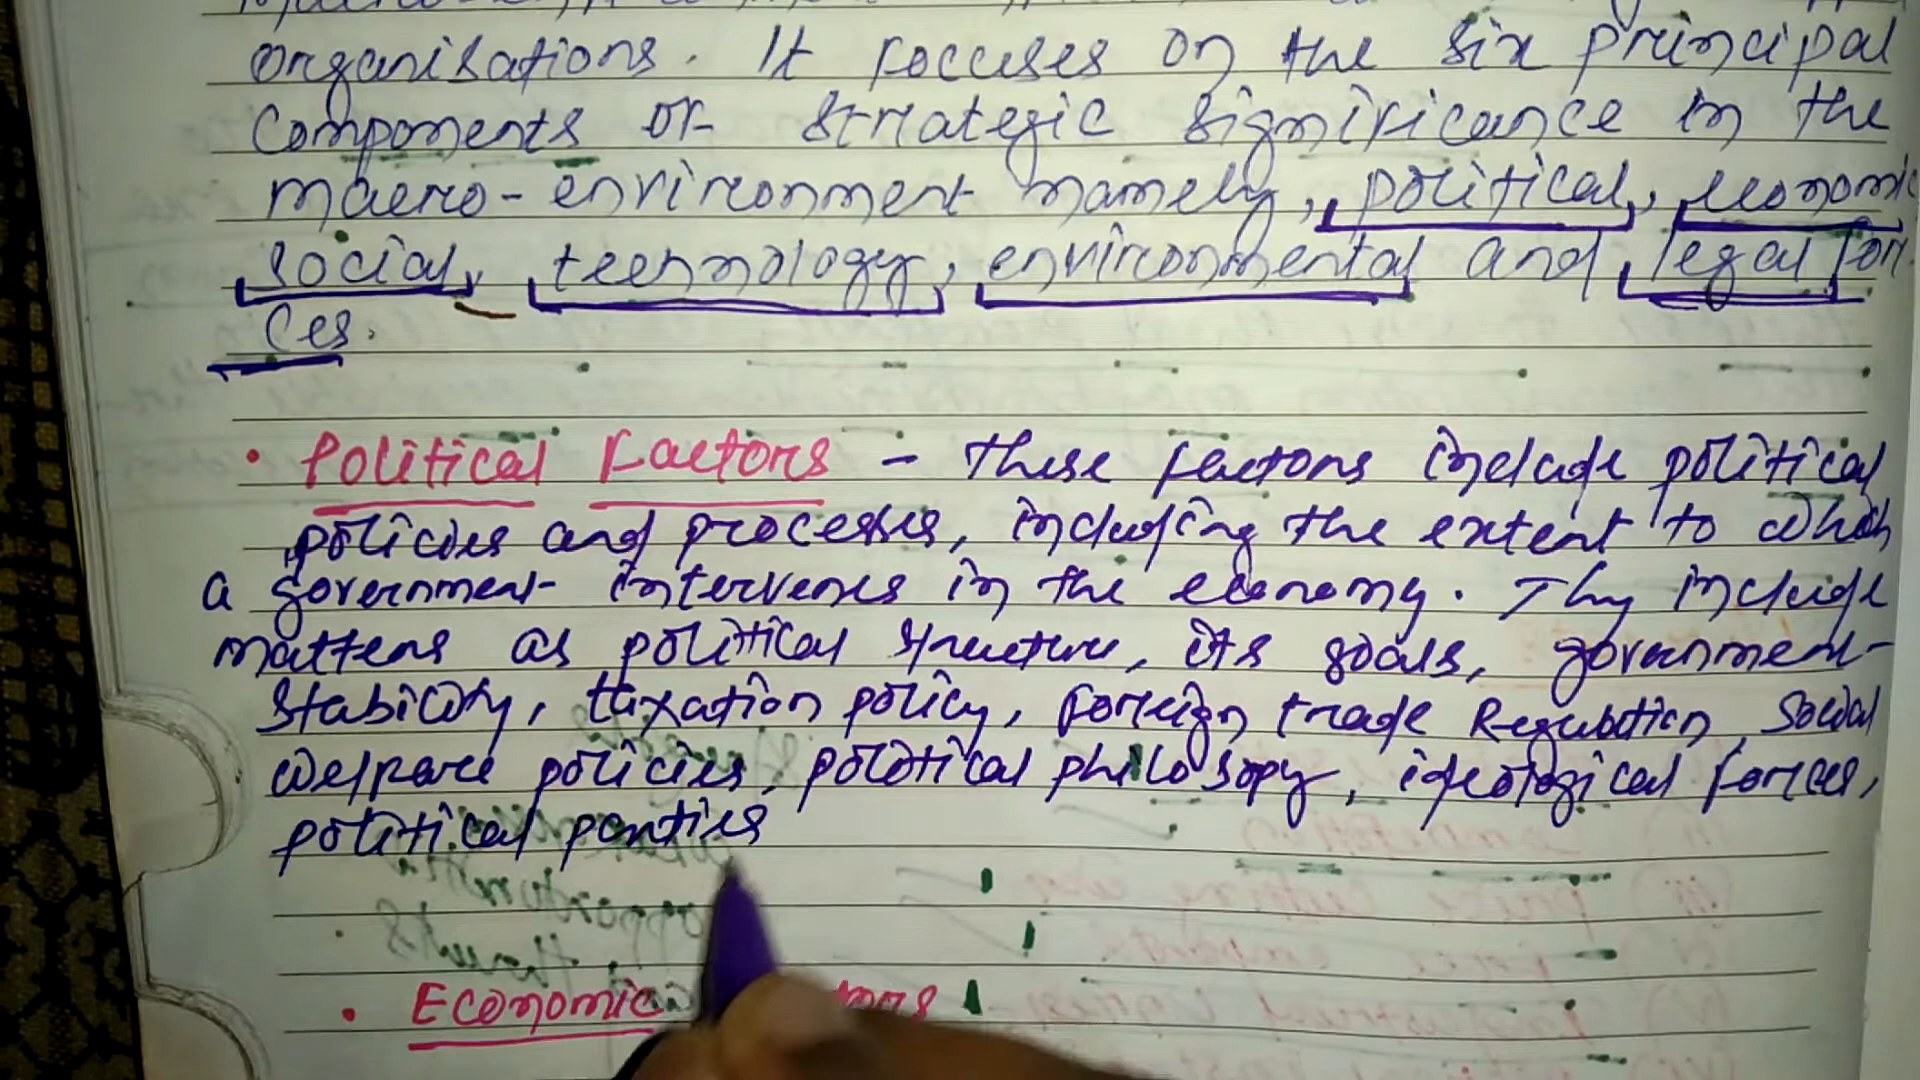 organisations. It focuses on the six principal
components of strategic significance in the
macro-environment namely, political, economic
social, technology, environmental and legal for
ces.
• Political Factors - these factors include political
policies and processes, including the extent to which
a government intervenes in the economy. They include
matters as political structure, its goals, government
stability, taxation policy, foreign trade Regulation, social
welfare policies, political philosophy, ideological forces,
political parties
• Economic